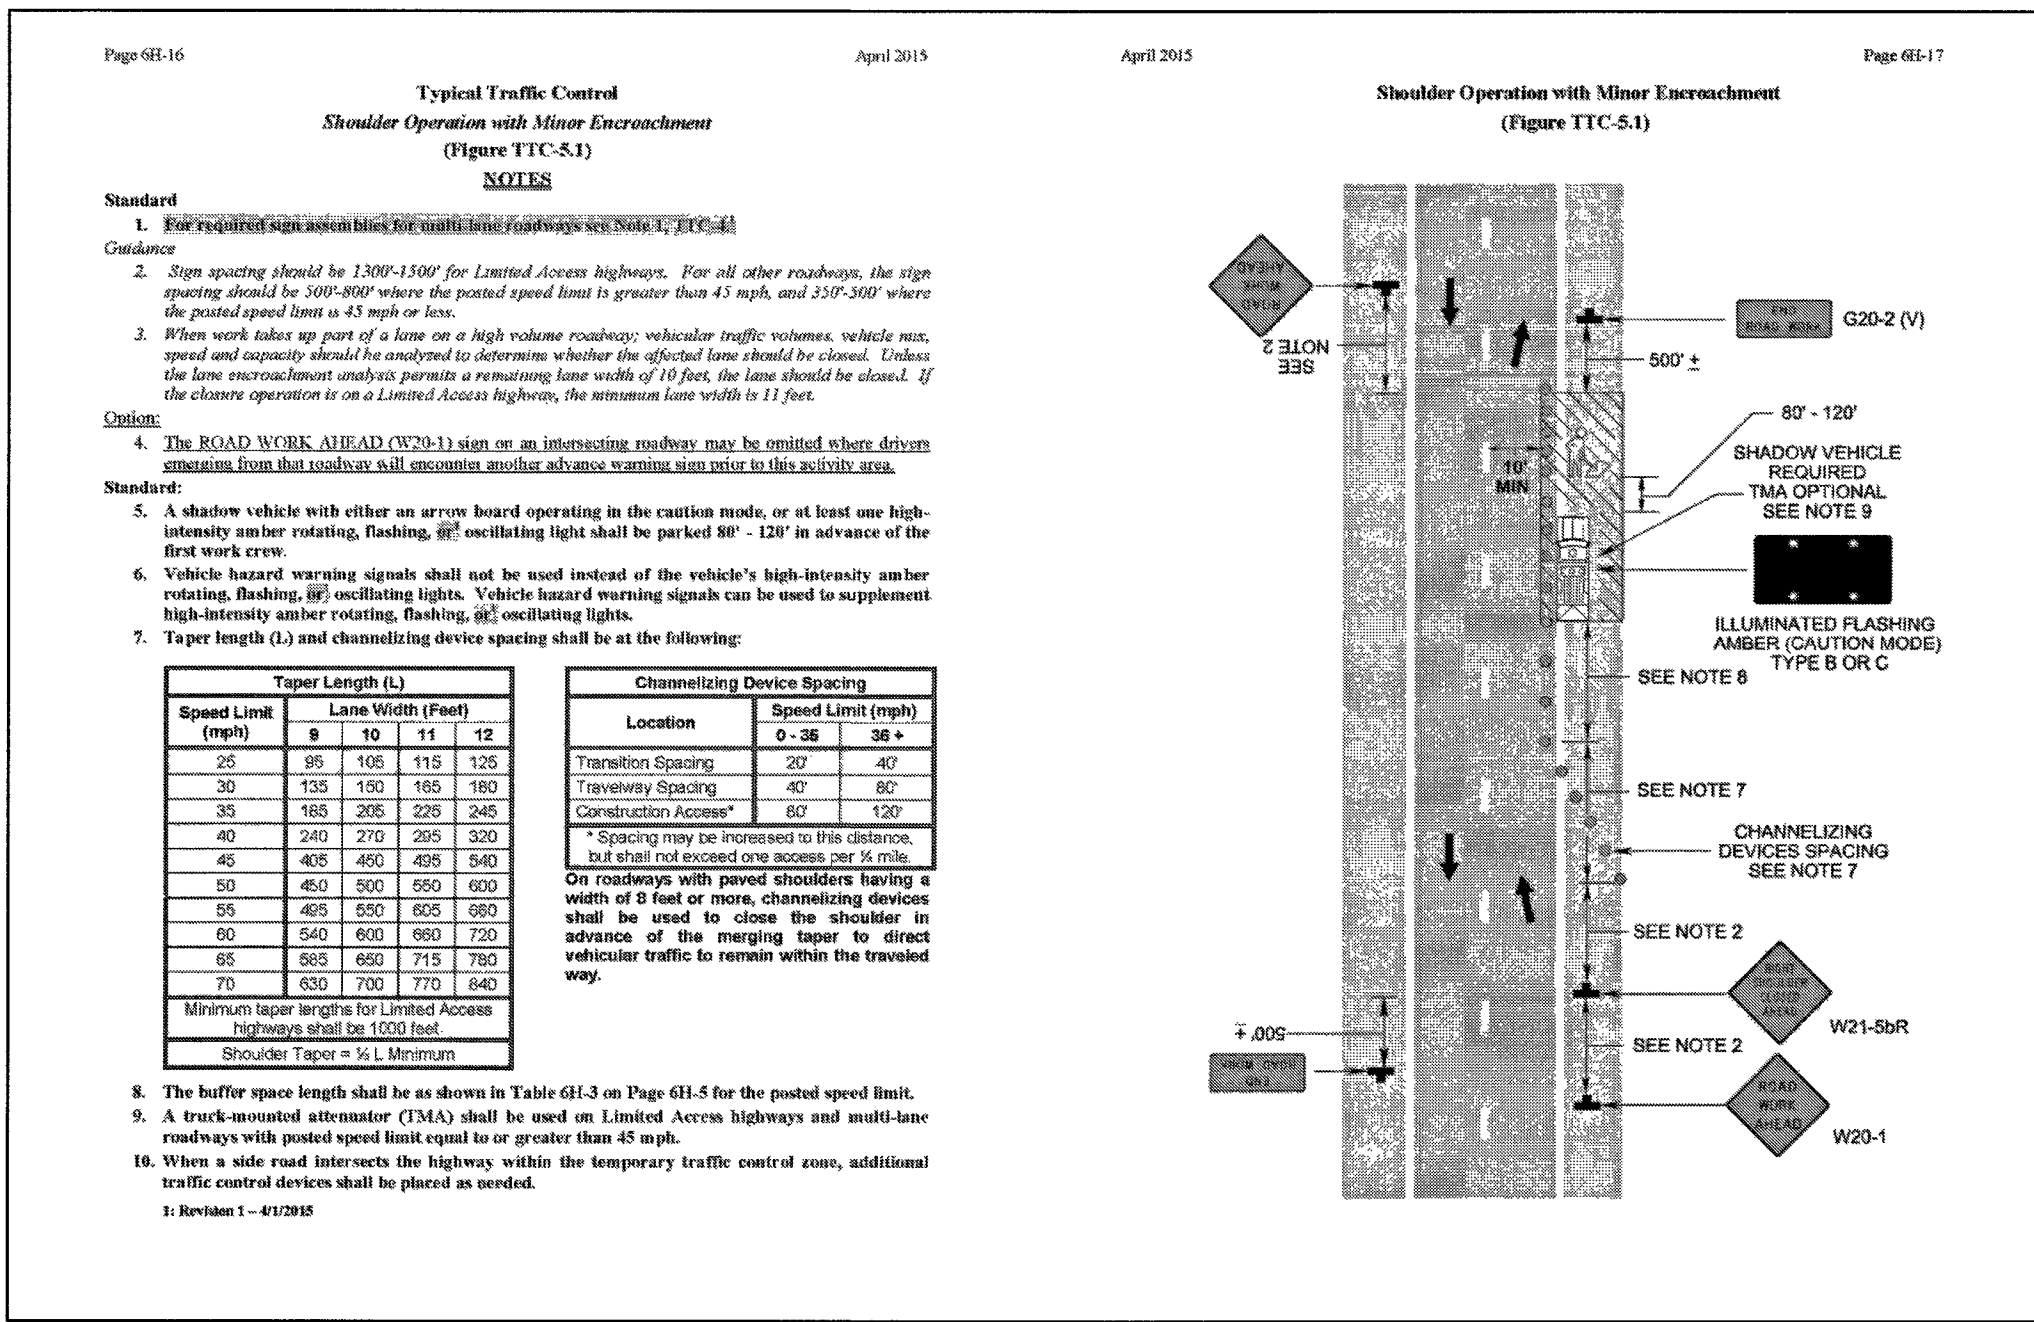 Page 6H-16
April 2015
Typical Traffic Control
Shoulder Operation with Minor Encroachment
(Figure TTC-5.1)
NOTES
Standard
1. For required sign assemblies for multi-lane roadways see Note 1, TTC-4.¹
Guidance
2. Sign spacing should be 1300'-1500' for Limited Access highways. For all other roadways, the sign
spacing should be 500'-800' where the posted speed limit is greater than 45 mph, and 350'-500' where
the posted speed limit is 45 mph or less.
3. When work takes up part of a lane on a high volume roadway; vehicular traffic volumes, vehicle mix,
speed and capacity should be analyzed to determine whether the affected lane should be closed. Unless
the lane encroachment analysis permits a remaining lane width of 10 feet, the lane should be closed. If
the closure operation is on a Limited Access highway, the minimum lane width is 11 feet.
Option:
4. The ROAD WORK AHEAD (W20-1) sign on an intersecting roadway may be omitted where drivers
emerging from that roadway will encounter another advance warning sign prior to this activity area.
Standard:
5. A shadow vehicle with either an arrow board operating in the caution mode, or at least one high-
intensity amber rotating, flashing, or¹ oscillating light shall be parked 80' - 120' in advance of the
first work crew.
6. Vehicle hazard warning signals shall not be used instead of the vehicle's high-intensity amber
rotating, flashing, or¹ oscillating lights. Vehicle hazard warning signals can be used to supplement
high-intensity amber rotating, flashing, or¹ oscillating lights.
7. Taper length (L) and channelizing device spacing shall be at the following:
Taper Length (L)
Speed Limit (mph) Lane Width (Feet)
9 10 11 12
25 95 105 115 125
30 135 150 165 180
35 185 205 225 245
40 240 270 295 320
45 405 450 495 540
50 450 500 550 600
55 495 550 605 660
60 540 600 660 720
65 585 650 715 780
70 630 700 770 840
Minimum taper lengths for Limited Access
highways shall be 1000 feet.
Shoulder Taper = ⅓ L Minimum
Channelizing Device Spacing
Location Speed Limit (mph)
0 - 35 36 +
Transition Spacing 20' 40'
Travelway Spacing 40' 80'
Construction Access* 80' 120'
* Spacing may be increased to this distance,
but shall not exceed one access per ¼ mile.
On roadways with paved shoulders having a
width of 8 feet or more, channelizing devices
shall be used to close the shoulder in
advance of the merging taper to direct
vehicular traffic to remain within the traveled
way.
8. The buffer space length shall be as shown in Table 6H-3 on Page 6H-5 for the posted speed limit.
9. A truck-mounted attenuator (TMA) shall be used on Limited Access highways and multi-lane
roadways with posted speed limit equal to or greater than 45 mph.
10. When a side road intersects the highway within the temporary traffic control zone, additional
traffic control devices shall be placed as needed.
1: Revision 1 – 4/1/2015
April 2015
Page 6H-17
Shoulder Operation with Minor Encroachment
(Figure TTC-5.1)
ROAD
WORK
AHEAD
SEE
NOTE 2
END
ROAD WORK
G20-2 (V)
500' ±
80' - 120'
10'
MIN
SHADOW VEHICLE
REQUIRED
TMA OPTIONAL
SEE NOTE 9
ILLUMINATED FLASHING
AMBER (CAUTION MODE)
TYPE B OR C
SEE NOTE 8
SEE NOTE 7
CHANNELIZING
DEVICES SPACING
SEE NOTE 7
SEE NOTE 2
RIGHT
SHOULDER
CLOSED
AHEAD
W21-5bR
SEE NOTE 2
500' ±
END
ROAD WORK
ROAD
WORK
AHEAD
W20-1